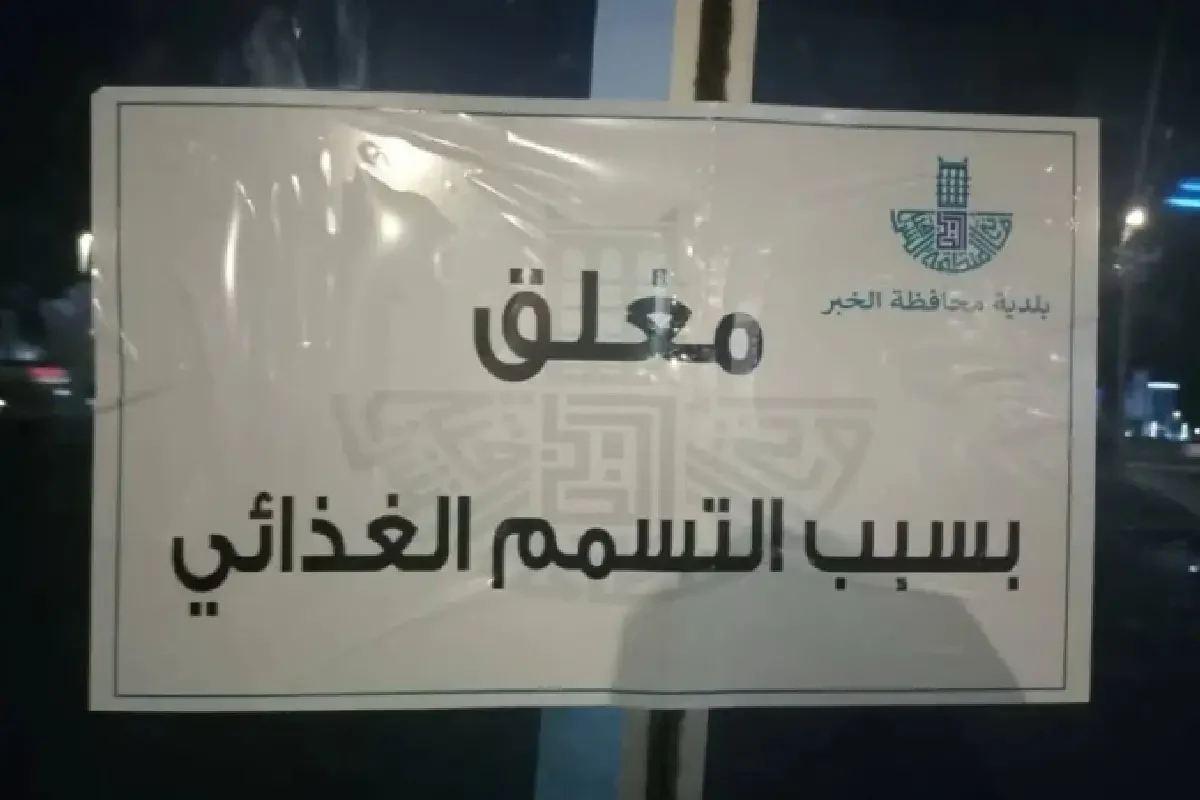 بلدية محافظة الخبر
مغلق
بسبب التسمم الغذائي